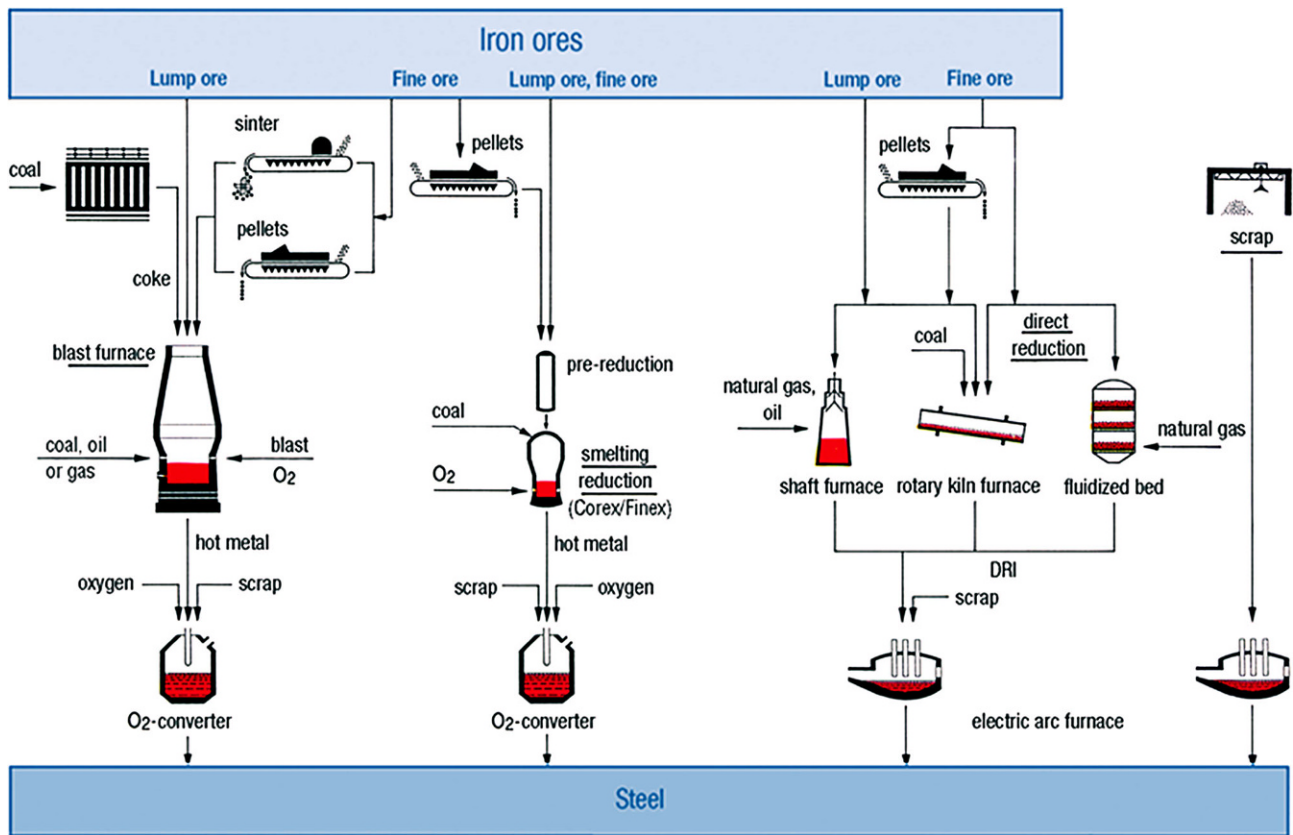 Iron ores
Lump ore
Fine ore
Lump ore, fine ore
Lump ore
Fine ore
sinter
pellets
pellets
coal
pellets
scrap
coke
blast furnace
pre-reduction
coal
direct
reduction
natural gas,
oil
coal
natural gas
coal, oil
or gas
blast
O2
O2
smelting
reduction
(Corex/Finex)
shaft furnace
rotary kiln furnace
fluidized bed
hot metal
hot metal
DRI
oxygen
scrap
scrap
oxygen
scrap
O2-converter
O2-converter
electric arc furnace
Steel